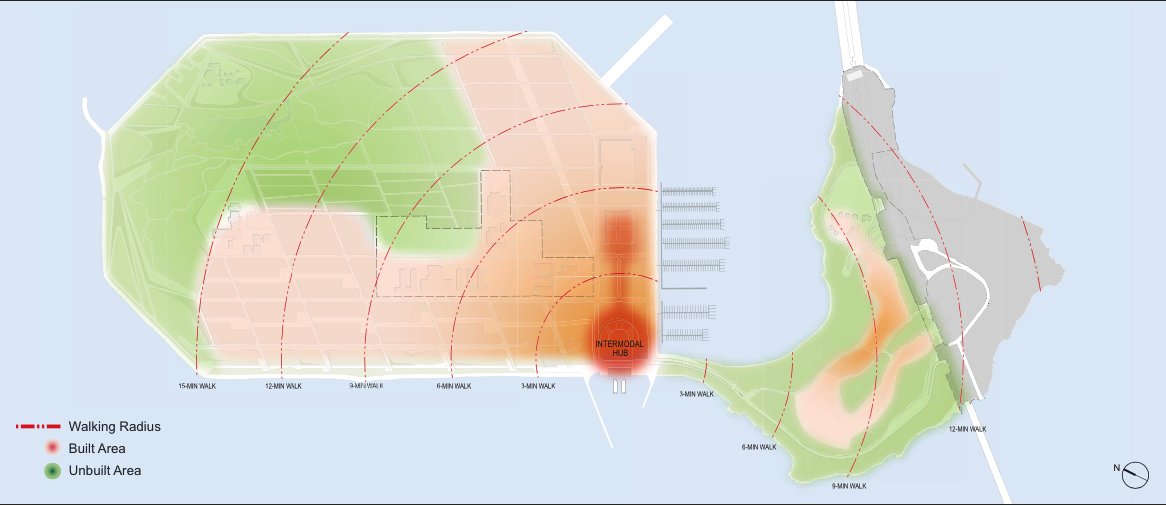 INTERMODAL
HUB
15-MIN WALK
12-MIN WALK
9-MIN WALK
6-MIN WALK
3-MIN WALK
3-MIN WALK
6-MIN WALK
9-MIN WALK
12-MIN WALK
Walking Radius
Built Area
Unbuilt Area
N